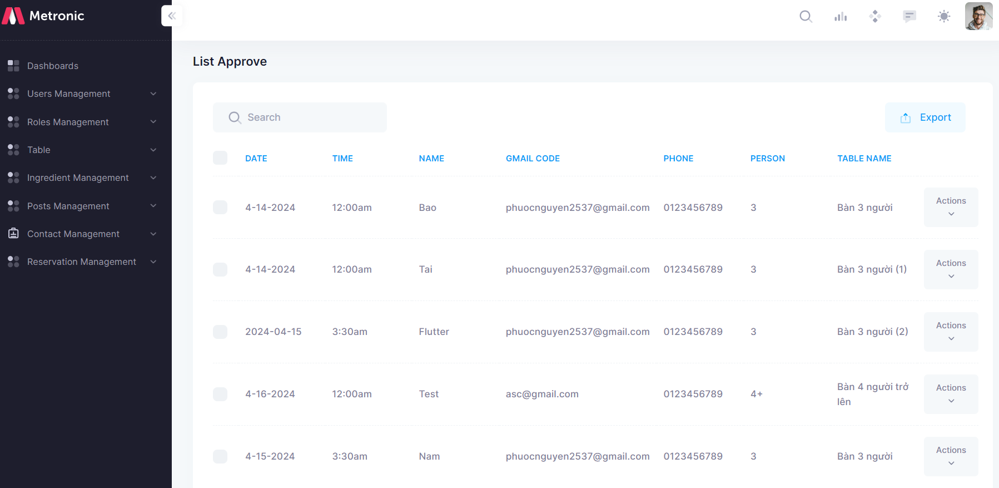 Metronic
Dashboards
Users Management
Roles Management
Table
Ingredient Management
Posts Management
Contact Management
Reservation Management
List Approve
Search
Export
DATE TIME NAME GMAIL CODE PHONE PERSON TABLE NAME
4-14-2024 12:00am Bao phuocnguyen2537@gmail.com 0123456789 3 Bàn 3 người Actions
4-14-2024 12:00am Tai phuocnguyen2537@gmail.com 0123456789 3 Bàn 3 người (1) Actions
2024-04-15 3:30am Flutter phuocnguyen2537@gmail.com 0123456789 3 Bàn 3 người (2) Actions
4-16-2024 12:00am Test asc@gmail.com 0123456789 4+ Bàn 4 người trở Actions
lên
4-15-2024 3:30am Nam phuocnguyen2537@gmail.com 0123456789 3 Bàn 3 người Actions